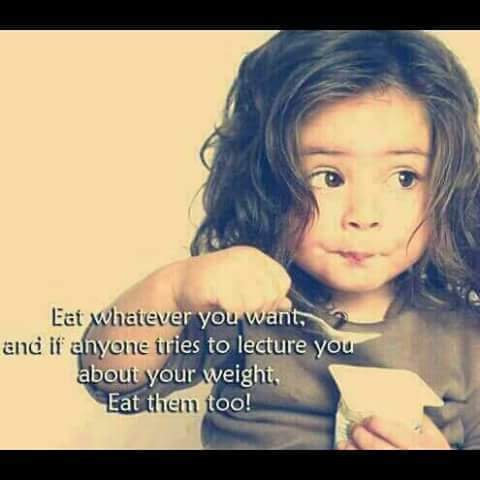 Eat whatever you want,
and if anyone tries to lecture you
about your weight,
Eat them too!